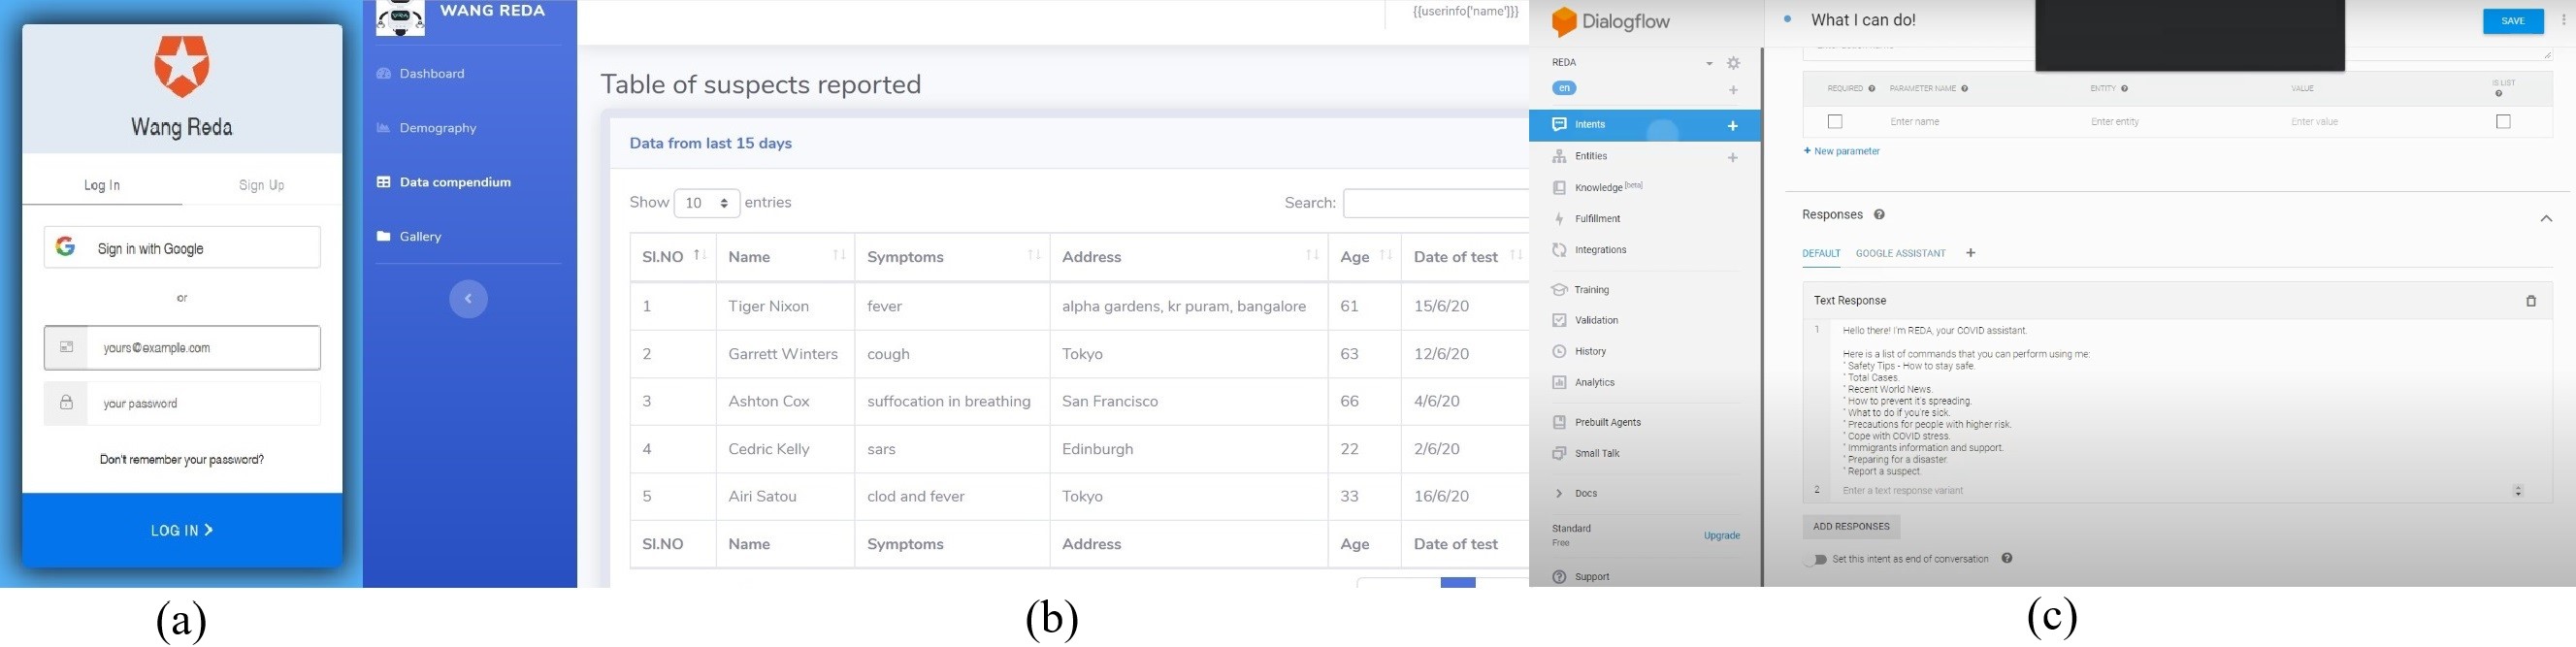 Wang Reda
Log In Sign Up
Sign in with Google
or
yours@example.com
your password
Don't remember your password?
LOG IN
(a)
WANG REDA
Dashboard
Demography
Data compendium
Gallery
{{userinfo['name']}}}
Table of suspects reported
Data from last 15 days
Show 10 entries Search:
Sl.NO Name Symptoms Address Age Date of test
1 Tiger Nixon fever alpha gardens, kr puram, bangalore 61 15/6/20
2 Garrett Winters cough Tokyo 63 12/6/20
3 Ashton Cox suffocation in breathing San Francisco 66 4/6/20
4 Cedric Kelly sars Edinburgh 22 2/6/20
5 Airi Satou clod and fever Tokyo 33 16/6/20
Sl.NO Name Symptoms Address Age Date of test
(b)
Dialogflow
REDA
en
Intents
Entities
Knowledge [beta]
Fulfillment
Integrations
Training
Validation
History
Analytics
Prebuilt Agents
Small Talk
Docs
Standard
Free
Upgrade
Support
What I can do!
SAVE
REQUIRED PARAMETER NAME ENTITY VALUE IS LIST
Enter name Enter entity Enter value
+ New parameter
Responses
DEFAULT GOOGLE ASSISTANT +
Text Response
1 Hello there! I'm REDA, your COVID assistant.
Here is a list of commands that you can perform using me:
* Safety Tips - How to stay safe.
* Total Cases.
* Recent World News.
* How to prevent it's spreading.
* What to do if you're sick.
* Precautions for people with higher risk.
* Cope with COVID stress.
* Immigrants information and support.
* Preparing for a disaster.
* Report a suspect.
2 Enter a text response variant
ADD RESPONSES
Set this intent as end of conversation
(c)